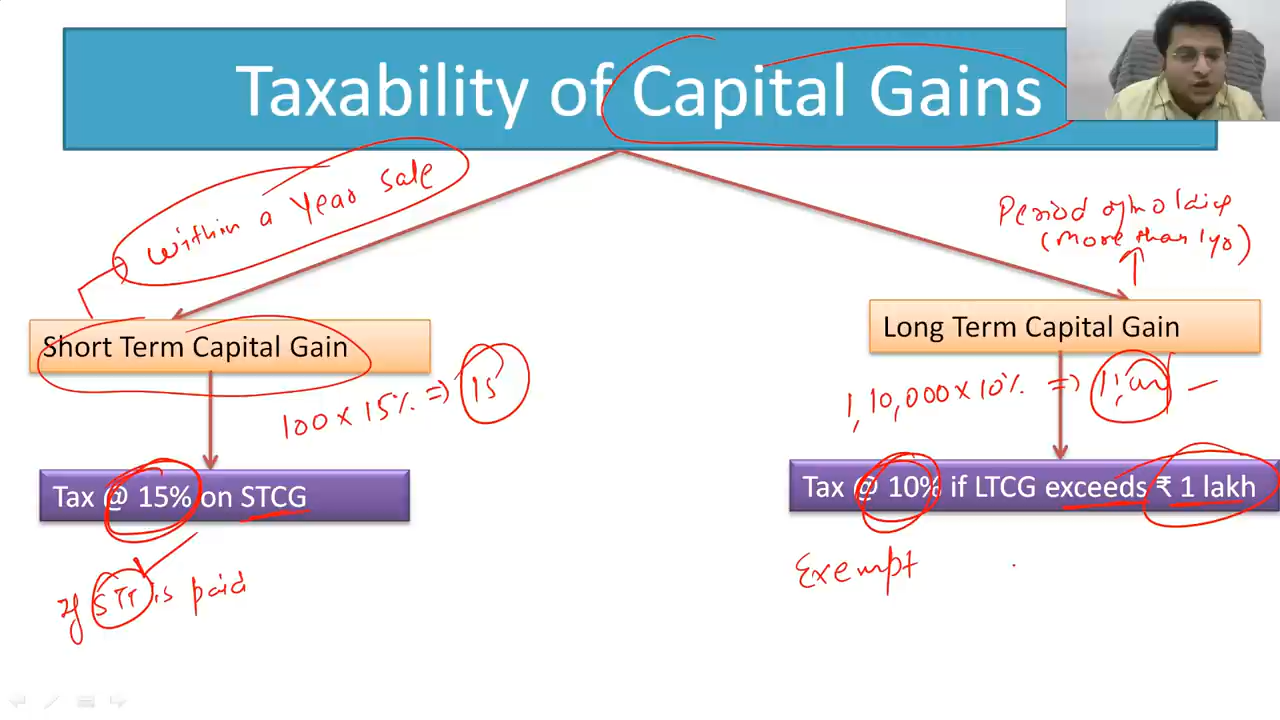 Taxability of Capital Gains
within a Year sale
Period of holding
(more than 1yr)
Short Term Capital Gain
Long Term Capital Gain
100 x 15% => 15
1,10,000 x 10% =>
Tax @ 15% on STCG
Tax @ 10% if LTCG exceeds ₹ 1 lakh
If STT is paid
Exempt